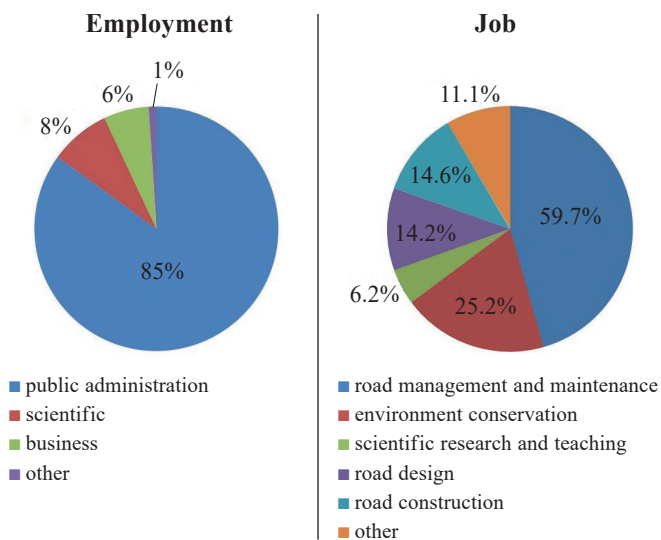 Employment
1%
6%
8%
85%
public administration
scientific
business
other
Job
11.1%
14.6%
59.7%
14.2%
6.2%
25.2%
road management and maintenance
environment conservation
scientific research and teaching
road design
road construction
other